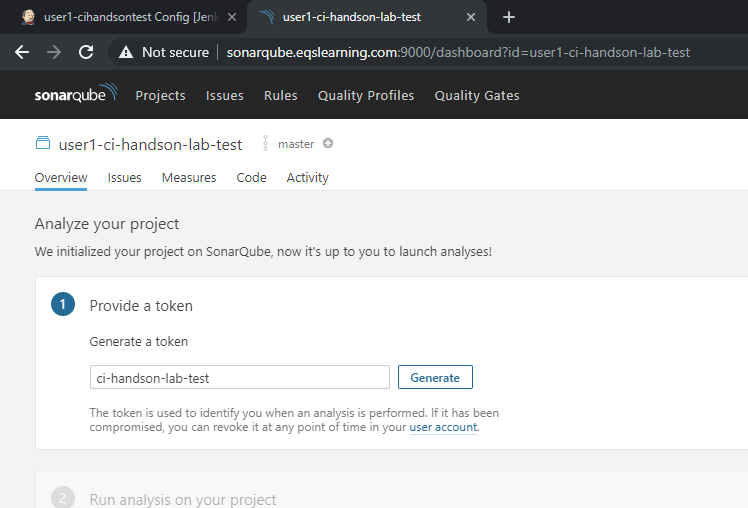 user1-cihandsontest Config [Jenk
user1-ci-handson-lab-test
Not secure | sonarqube.eqslearning.com:9000/dashboard?id=user1-ci-handson-lab-test
sonarqube Projects Issues Rules Quality Profiles Quality Gates
user1-ci-handson-lab-test master
Overview Issues Measures Code Activity
Analyze your project
We initialized your project on SonarQube, now it's up to you to launch analyses!
1 Provide a token
Generate a token
ci-handson-lab-test Generate
The token is used to identify you when an analysis is performed. If it has been
compromised, you can revoke it at any point of time in your user account.
2 Run analysis on your project